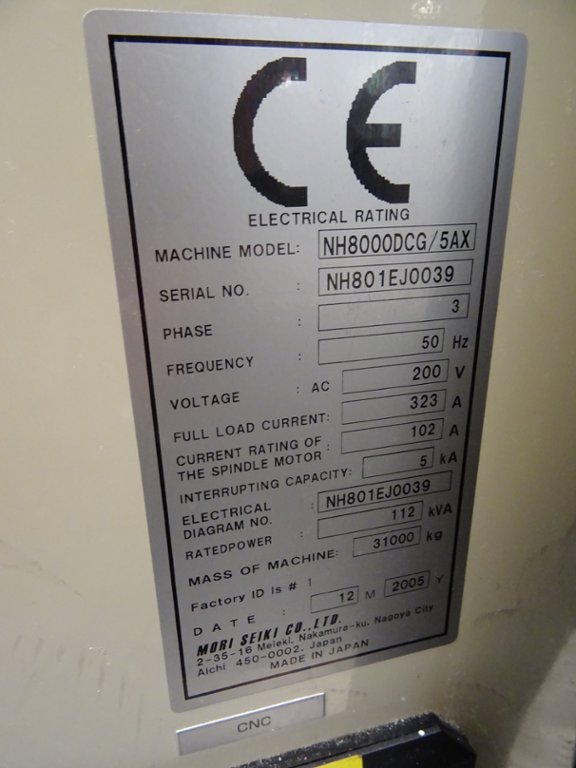 CE
ELECTRICAL RATING
MACHINE MODEL: NH8000DCG/5AX
SERIAL NO. : NH801EJ0039
PHASE : 3
FREQUENCY : 50 Hz
VOLTAGE : AC 200 V
FULL LOAD CURRENT: 323 A
CURRENT RATING OF
THE SPINDLE MOTOR : 102 A
INTERRUPTING CAPACITY: 5 kA
ELECTRICAL
DIAGRAM NO. : NH801EJ0039
RATEDPOWER : 112 kVA
MASS OF MACHINE: 31000 kg
Factory ID Is # 1
DATE : 12 M 2005 Y
MORI SEIKI CO.,LTD.
2-35-16 Meieki, Nakamura-ku, Nagoya City
Aichi 450-0002, Japan
MADE IN JAPAN
CNC